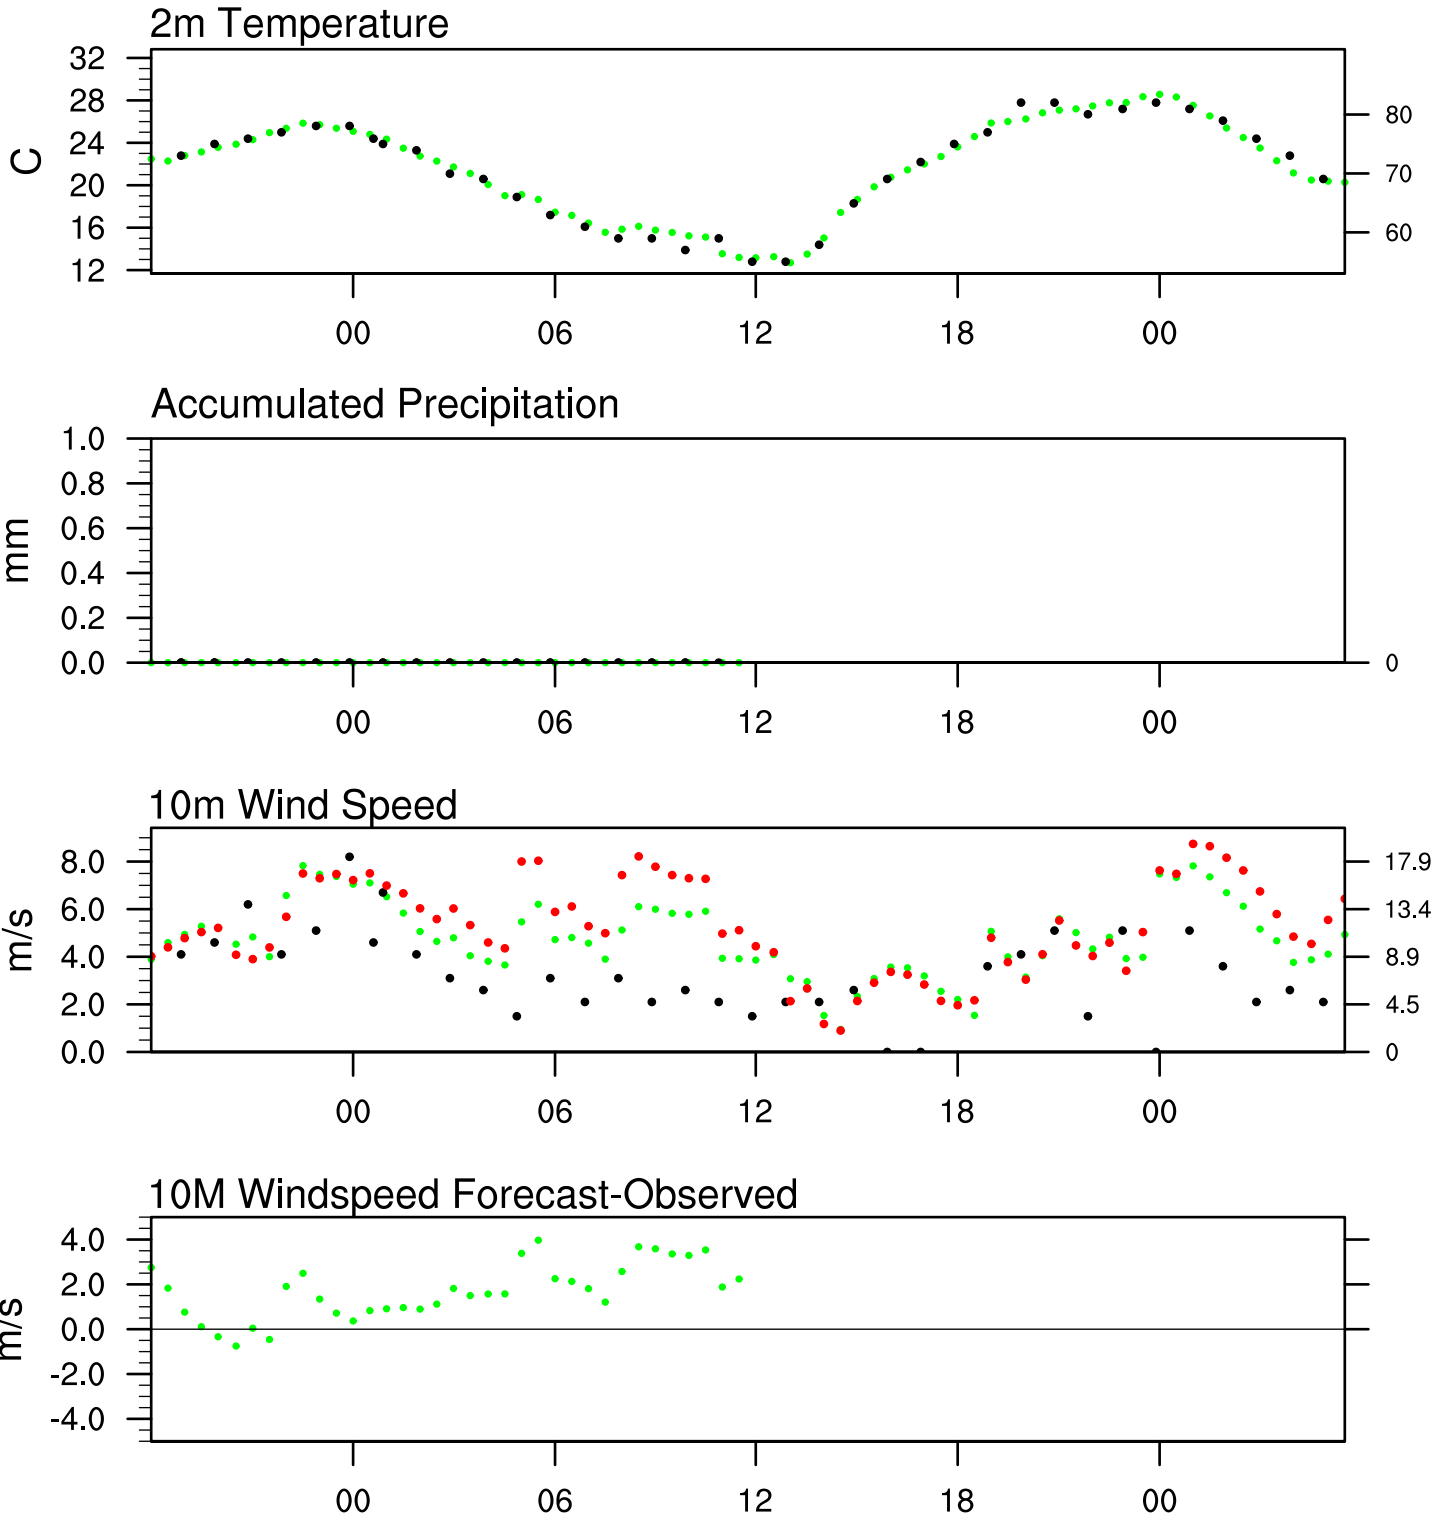 2m Temperature
32
28
24
20
16
12
C
80
70
60
00 06 12 18 00
Accumulated Precipitation
1.0
0.8
0.6
0.4
0.2
0.0
mm
0
00 06 12 18 00
10m Wind Speed
8.0
6.0
4.0
2.0
0.0
m/s
17.9
13.4
8.9
4.5
0
00 06 12 18 00
10M Windspeed Forecast-Observed
4.0
2.0
0.0
-2.0
-4.0
m/s
00 06 12 18 00